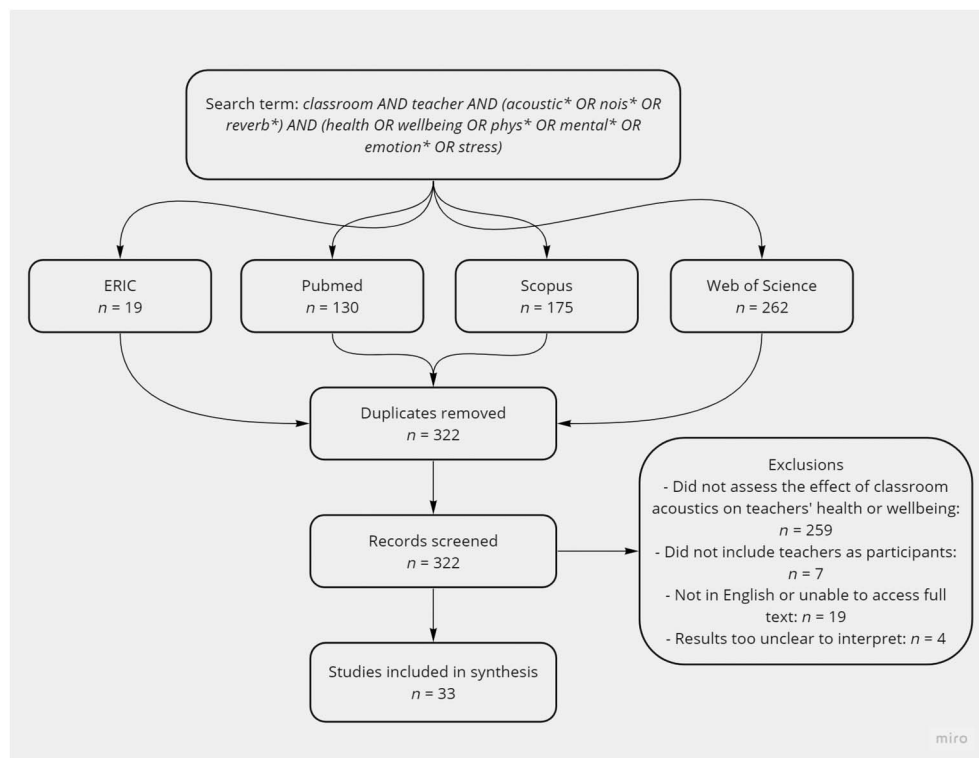 Search term: classroom AND teacher AND (acoustic* OR nois* OR
reverb*) AND (health OR wellbeing OR phys* OR mental* OR
emotion* OR stress)
ERIC
n = 19
Pubmed
n = 130
Scopus
n = 175
Web of Science
n = 262
Duplicates removed
n = 322
Records screened
n = 322
Exclusions
- Did not assess the effect of classroom
acoustics on teachers' health or wellbeing:
n = 259
- Did not include teachers as participants:
n = 7
- Not in English or unable to access full
text: n = 19
- Results too unclear to interpret: n = 4
Studies included in synthesis
n = 33
miro